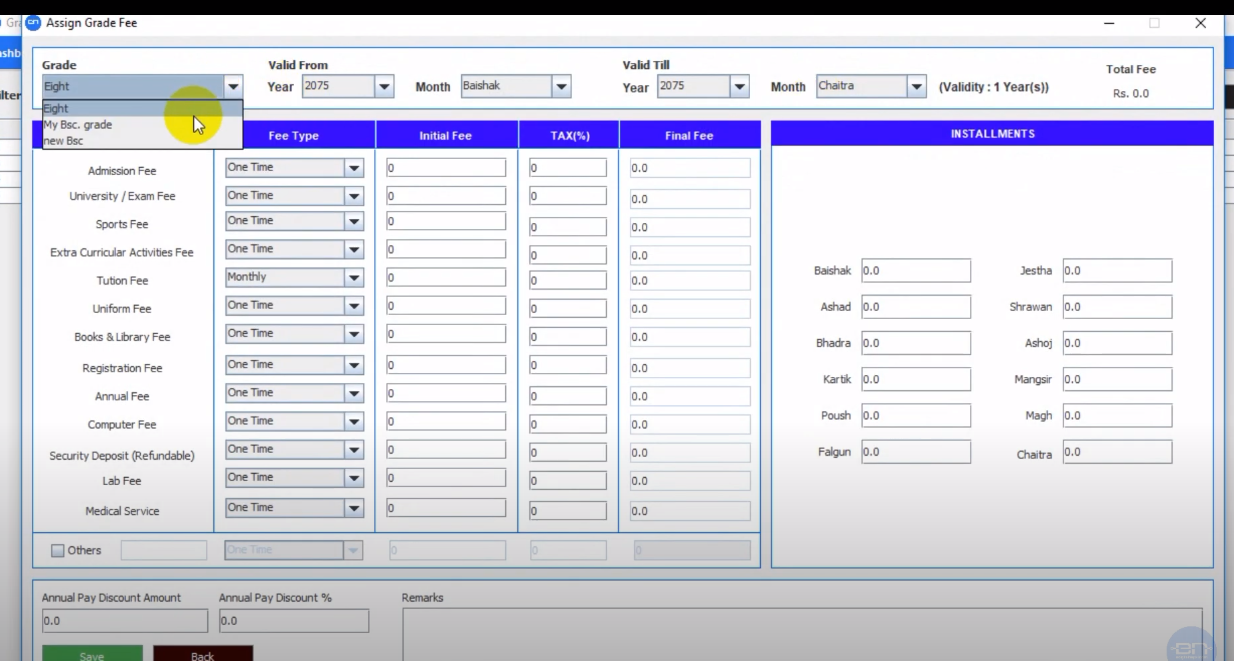 Assign Grade Fee
Grade
Eight
Eight
My Bsc. grade
new Bsc
Valid From
Year 2075 Month Baishak
Valid Till
Year 2075 Month Chaitra (Validity : 1 Year(s))
Total Fee
Rs. 0.0
Fee Type Initial Fee TAX(%) Final Fee
Admission Fee One Time 0 0 0.0
University / Exam Fee One Time 0 0 0.0
Sports Fee One Time 0 0 0.0
Extra Curricular Activities Fee One Time 0 0 0.0
Tution Fee Monthly 0 0 0.0
Uniform Fee One Time 0 0 0.0
Books & Library Fee One Time 0 0 0.0
Registration Fee One Time 0 0 0.0
Annual Fee One Time 0 0 0.0
Computer Fee One Time 0 0 0.0
Security Deposit (Refundable) One Time 0 0 0.0
Lab Fee One Time 0 0 0.0
Medical Service One Time 0 0 0.0
Others One Time 0 0 0
INSTALLMENTS
Baishak 0.0 Jestha 0.0
Ashad 0.0 Shrawan 0.0
Bhadra 0.0 Ashoj 0.0
Kartik 0.0 Mangsir 0.0
Poush 0.0 Magh 0.0
Falgun 0.0 Chaitra 0.0
Annual Pay Discount Amount Annual Pay Discount % Remarks
0.0 0.0
Save Back